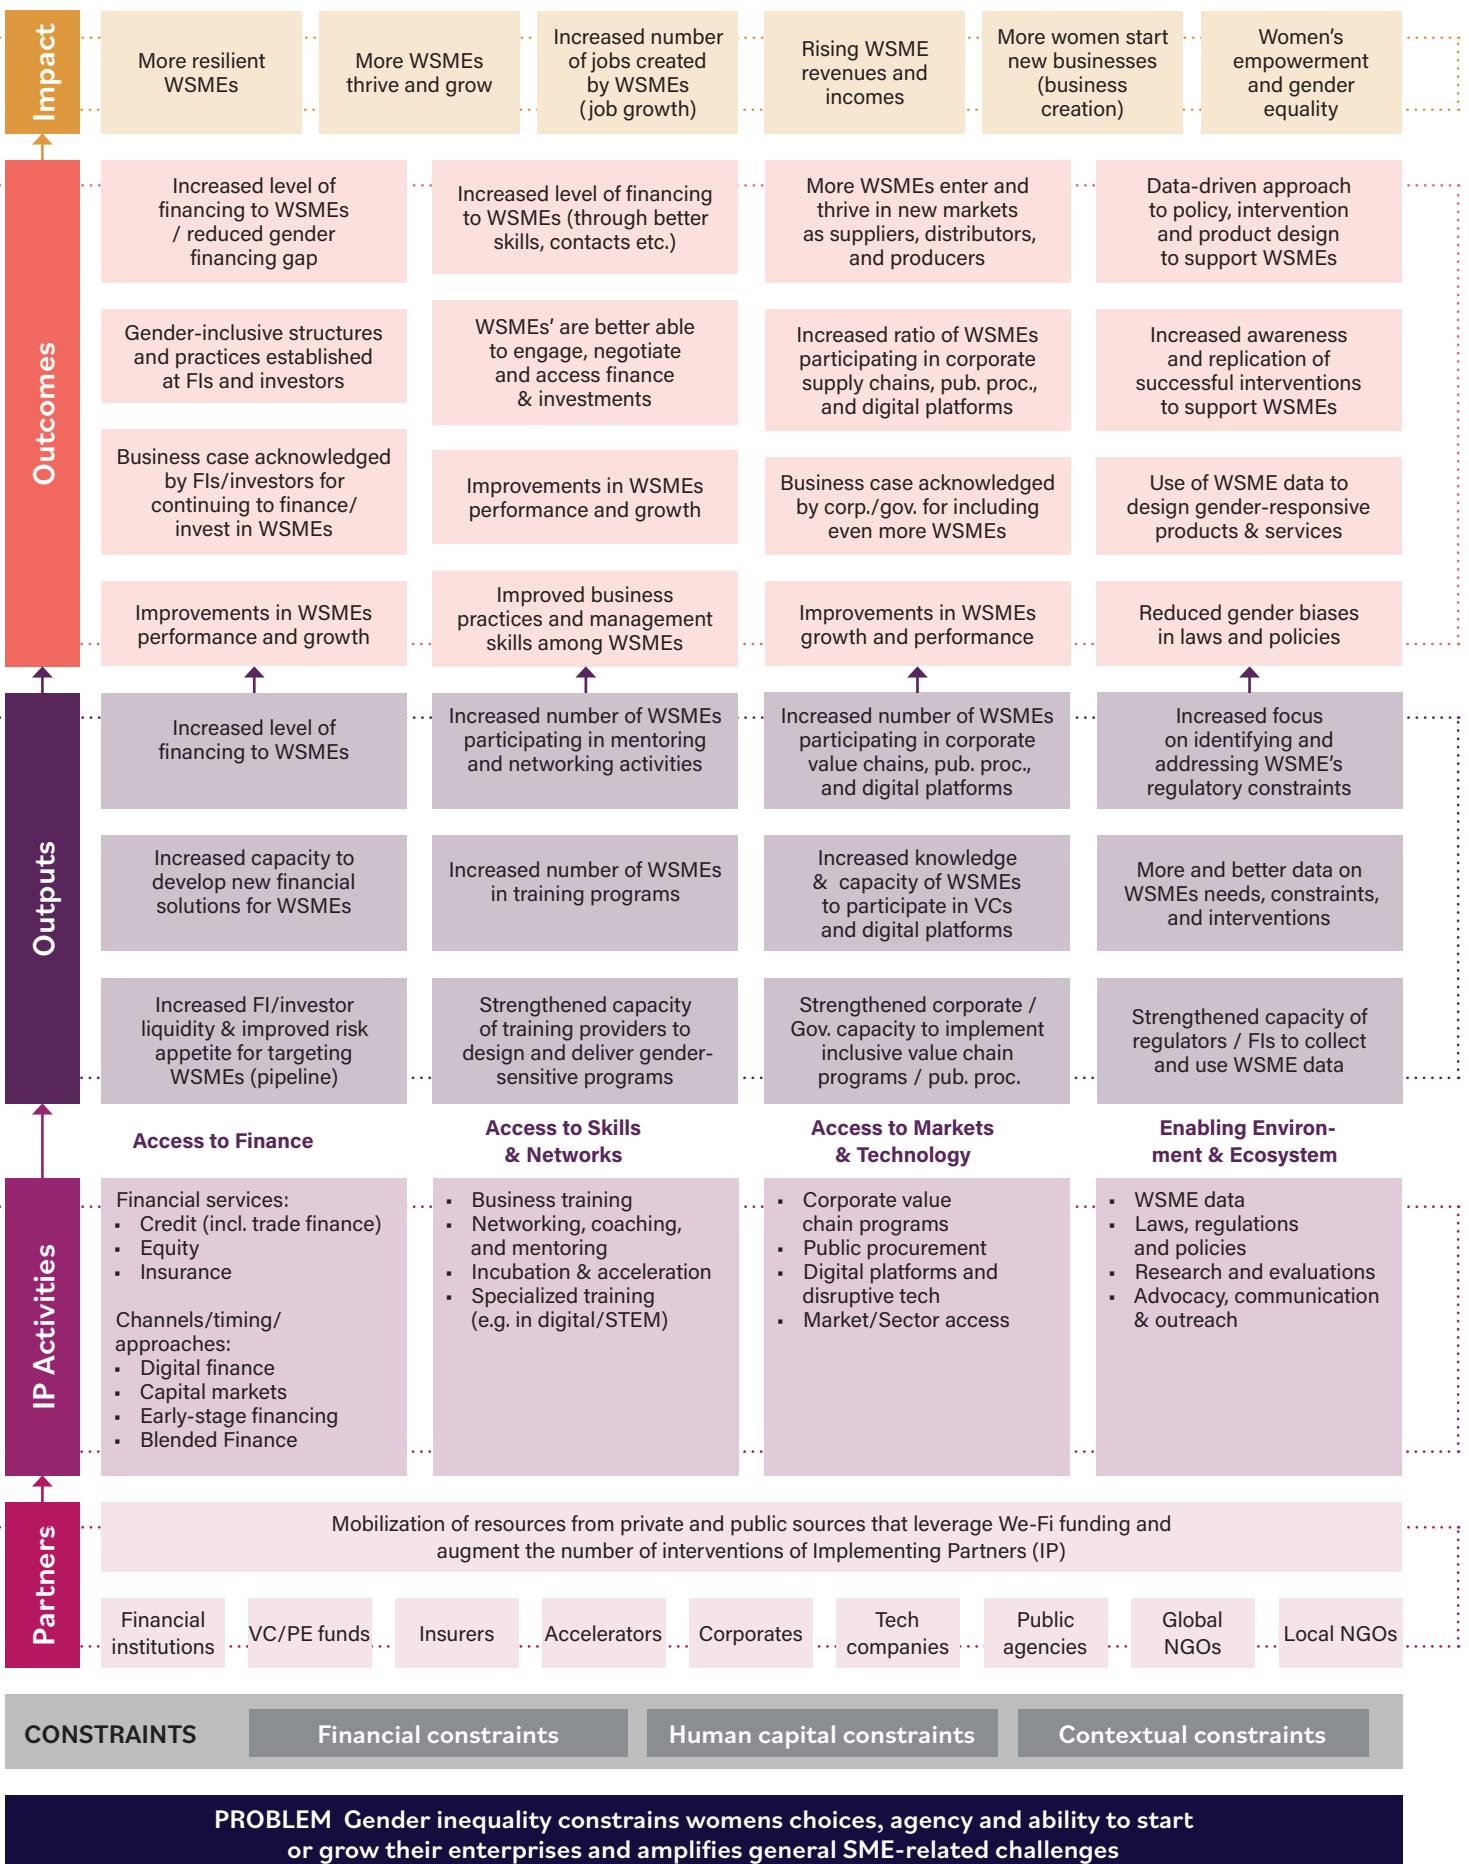 Impact
More resilient
WSMEs
More WSMEs
thrive and grow
Increased number
of jobs created
by WSMEs
(job growth)
Rising WSME
revenues and
incomes
More women start
new businesses
(business
creation)
Women's
empowerment
and gender
equality
Outcomes
Increased level of
financing to WSMEs
/ reduced gender
financing gap
Increased level of financing
to WSMEs (through better
skills, contacts etc.)
More WSMEs enter and
thrive in new markets
as suppliers, distributors,
and producers
Data-driven approach
to policy, intervention
and product design
to support WSMEs
Gender-inclusive structures
and practices established
at FIs and investors
WSMEs' are better able
to engage, negotiate
and access finance
& investments
Increased ratio of WSMEs
participating in corporate
supply chains, pub. proc.,
and digital platforms
Increased awareness
and replication of
successful interventions
to support WSMEs
Business case acknowledged
by FIs/investors for
continuing to finance/
invest in WSMEs
Improvements in WSMEs
performance and growth
Business case acknowledged
by corp./gov. for including
even more WSMEs
Use of WSME data to
design gender-responsive
products & services
Improvements in WSMEs
performance and growth
Improved business
practices and management
skills among WSMEs
Improvements in WSMEs
growth and performance
Reduced gender biases
in laws and policies
Outputs
Increased level of
financing to WSMEs
Increased number of WSMEs
participating in mentoring
and networking activities
Increased number of WSMEs
participating in corporate
value chains, pub. proc.,
and digital platforms
Increased focus
on identifying and
addressing WSME's
regulatory constraints
Increased capacity to
develop new financial
solutions for WSMEs
Increased number of WSMEs
in training programs
Increased knowledge
& capacity of WSMEs
to participate in VCs
and digital platforms
More and better data on
WSMEs needs, constraints,
and interventions
Increased FI/investor
liquidity & improved risk
appetite for targeting
WSMEs (pipeline)
Strengthened capacity
of training providers to
design and deliver gender-
sensitive programs
Strengthened corporate /
Gov. capacity to implement
inclusive value chain
programs / pub. proc.
Strengthened capacity of
regulators / FIs to collect
and use WSME data
Access to Finance
Access to Skills
& Networks
Access to Markets
& Technology
Enabling Environ-
ment & Ecosystem
IP Activities
Financial services:
▪ Credit (incl. trade finance)
▪ Equity
▪ Insurance
Channels/timing/
approaches:
▪ Digital finance
▪ Capital markets
▪ Early-stage financing
▪ Blended Finance
▪ Business training
▪ Networking, coaching,
and mentoring
▪ Incubation & acceleration
▪ Specialized training
(e.g. in digital/STEM)
▪ Corporate value
chain programs
▪ Public procurement
▪ Digital platforms and
disruptive tech
▪ Market/Sector access
▪ WSME data
▪ Laws, regulations
and policies
▪ Research and evaluations
▪ Advocacy, communication
& outreach
Partners
Mobilization of resources from private and public sources that leverage We-Fi funding and
augment the number of interventions of Implementing Partners (IP)
Financial
institutions
VC/PE funds
Insurers
Accelerators
Corporates
Tech
companies
Public
agencies
Global
NGOs
Local NGOs
CONSTRAINTS
Financial constraints
Human capital constraints
Contextual constraints
PROBLEM Gender inequality constrains womens choices, agency and ability to start
or grow their enterprises and amplifies general SME-related challenges